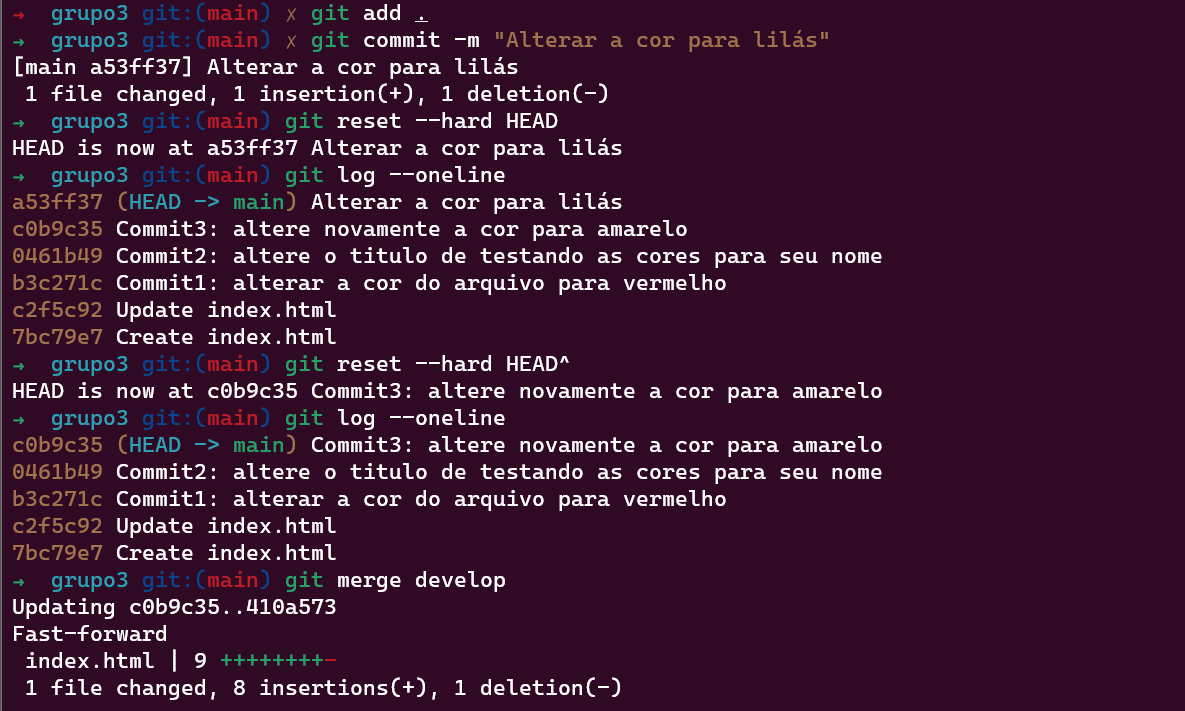 →  grupo3 git:(main) ✗ git add .
→  grupo3 git:(main) ✗ git commit -m "Alterar a cor para lilás"
[main a53ff37] Alterar a cor para lilás
 1 file changed, 1 insertion(+), 1 deletion(-)
→  grupo3 git:(main) git reset --hard HEAD
HEAD is now at a53ff37 Alterar a cor para lilás
→  grupo3 git:(main) git log --oneline
a53ff37 (HEAD -> main) Alterar a cor para lilás
c0b9c35 Commit3: altere novamente a cor para amarelo
0461b49 Commit2: altere o titulo de testando as cores para seu nome
b3c271c Commit1: alterar a cor do arquivo para vermelho
c2f5c92 Update index.html
7bc79e7 Create index.html
→  grupo3 git:(main) git reset --hard HEAD^
HEAD is now at c0b9c35 Commit3: altere novamente a cor para amarelo
→  grupo3 git:(main) git log --oneline
c0b9c35 (HEAD -> main) Commit3: altere novamente a cor para amarelo
0461b49 Commit2: altere o titulo de testando as cores para seu nome
b3c271c Commit1: alterar a cor do arquivo para vermelho
c2f5c92 Update index.html
7bc79e7 Create index.html
→  grupo3 git:(main) git merge develop
Updating c0b9c35..410a573
Fast-forward
 index.html | 9 ++++++++-
 1 file changed, 8 insertions(+), 1 deletion(-)